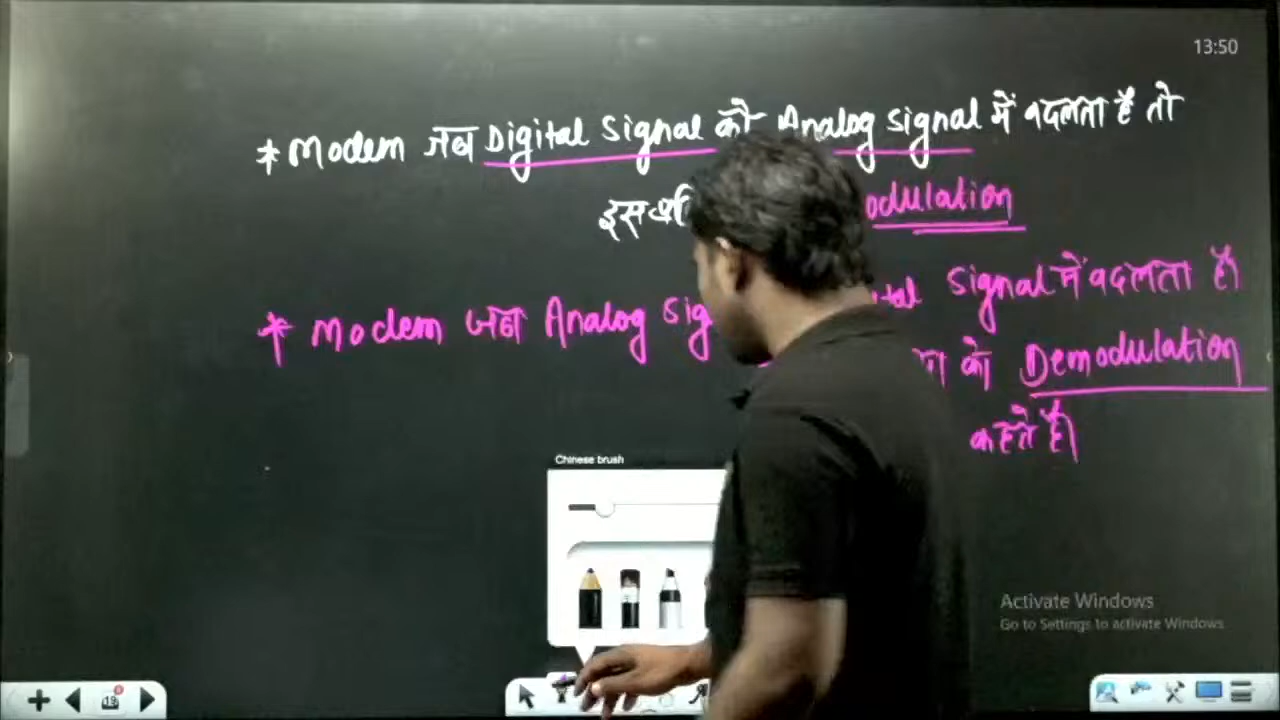 13:50
* Modem जब Digital Signal को Analog signal में बदलता है तो
इस odulation
* Modem जब Analog Sig tal Signal में बदलता है।
को Demodulation
कहते है।
Chinese brush
Activate Windows
Go to Settings to activate Windows.
19